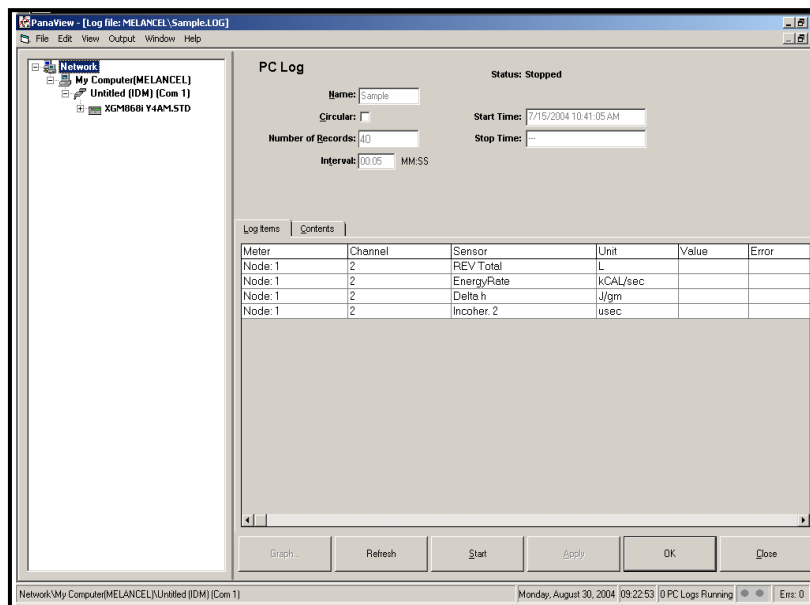 PanaView - [Log file: MELANCEL\Sample.LOG]
File Edit View Output Window Help
Network
My Computer(MELANCEL)
Untitled (IDM) (Com 1)
XGM868i Y4AM.STD
PC Log
Status: Stopped
Name: Sample
Circular:
Start Time: 7/15/2004 10:41:05 AM
Number of Records: 40
Stop Time: ---
Interval: 00:05 MM:SS
Log Items Contents
Meter Channel Sensor Unit Value Error
Node: 1 2 REV Total L
Node: 1 2 EnergyRate kCAL/sec
Node: 1 2 Delta h J/gm
Node: 1 2 Incoher. 2 usec
Graph... Refresh Start Apply OK Close
Network\My Computer(MELANCEL)\Untitled (IDM) (Com 1) Monday, August 30, 2004 09:22:53 0 PC Logs Running Errs: 0